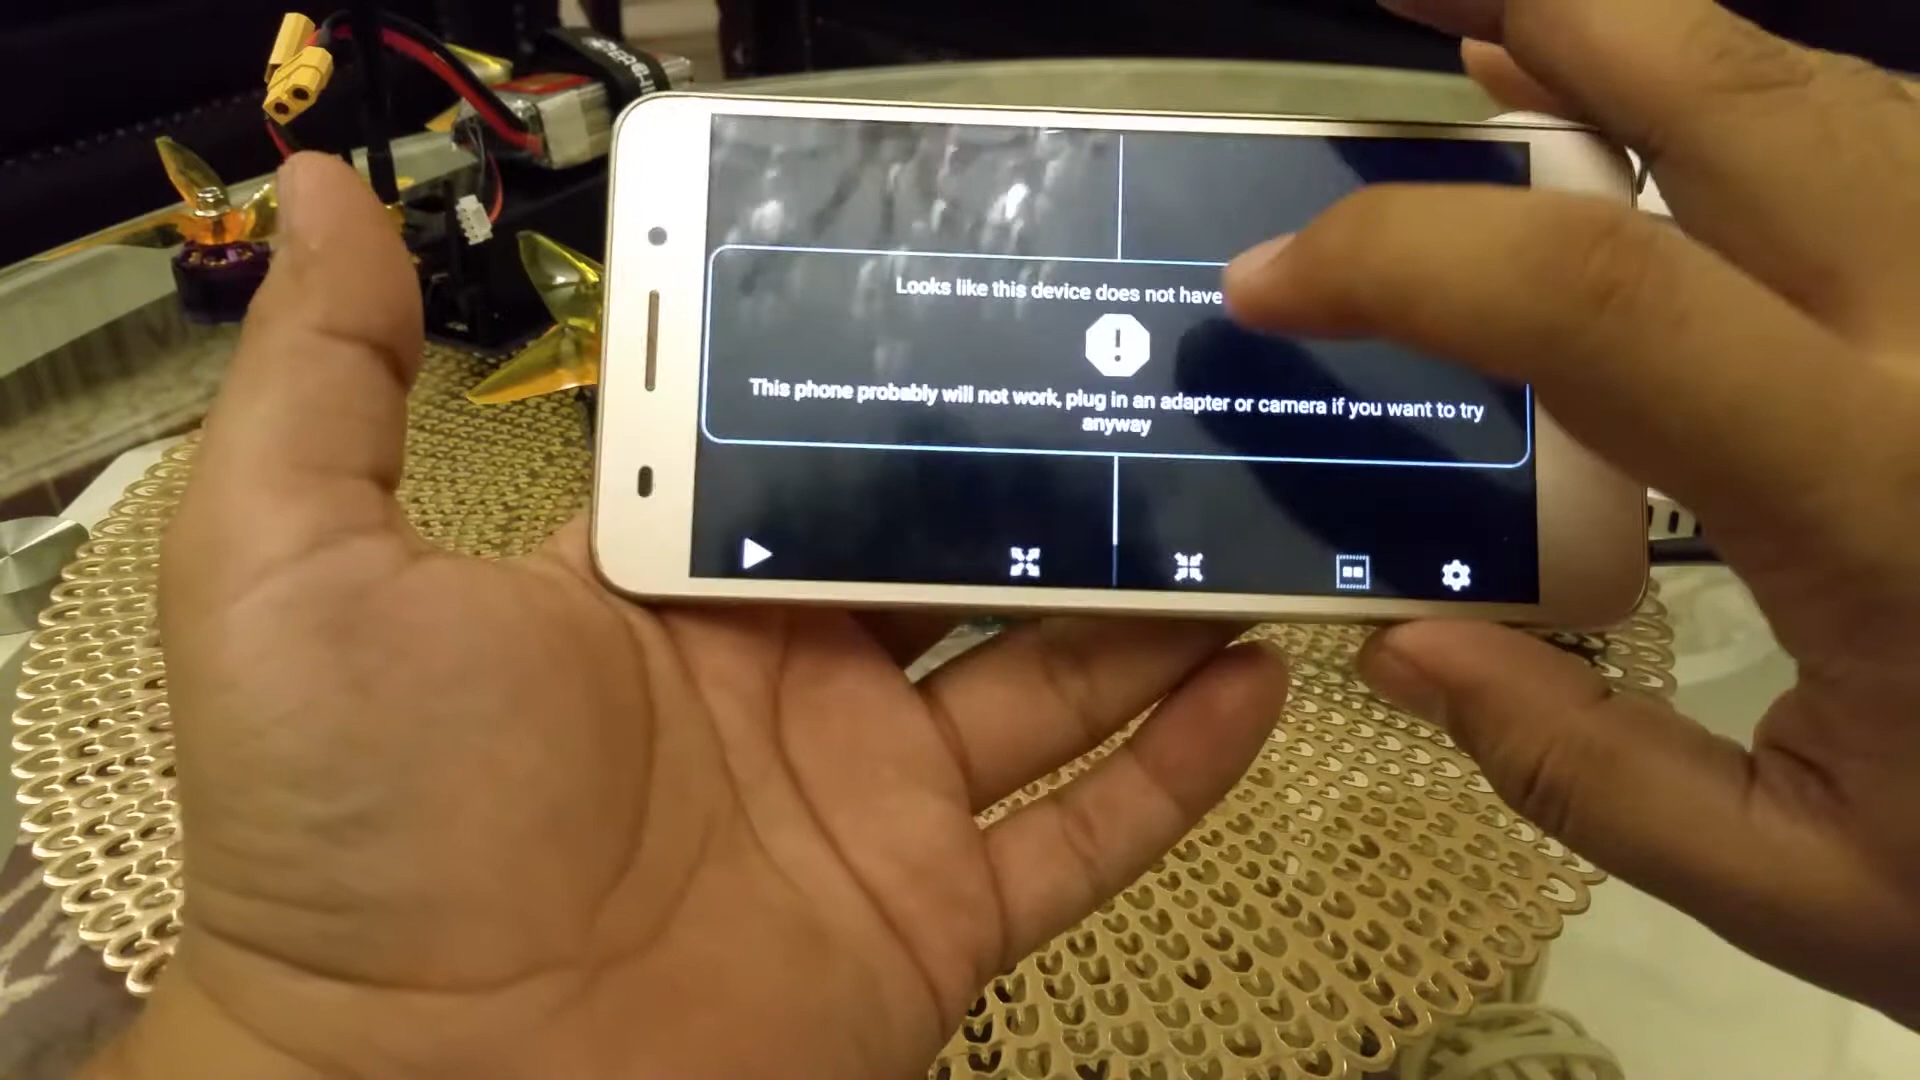 Looks like this device does not have
This phone probably will not work, plug in an adapter or camera if you want to try
anyway